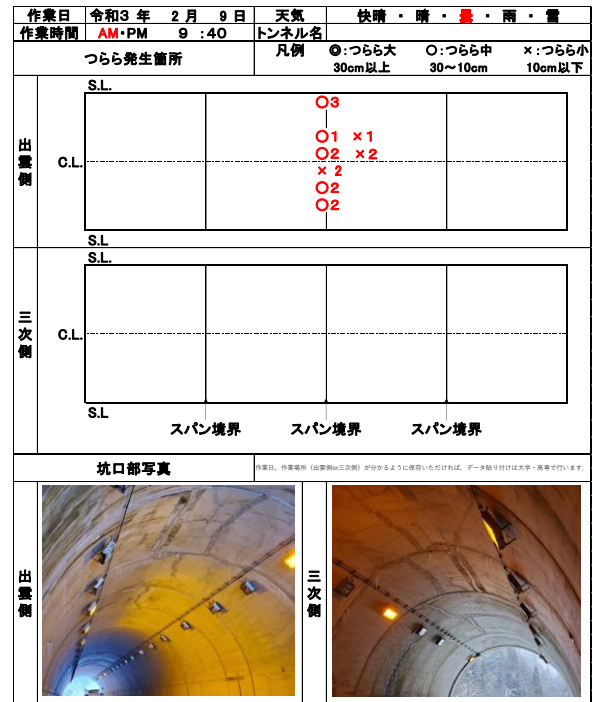 作業日 令和3 年 2 月 9 日 天気 快晴 ・ 晴 ・ 曇 ・ 雨 ・ 雪
作業時間 AM・PM 9 :40 トンネル名
つらら発生箇所 凡例 ◎:つらら大 ○:つらら中 ×:つらら小
30cm以上 30～10cm 10cm以下
出雲側
S.L.
○3
○1 ×1
○2 ×2
C.L.
× 2
○2
○2
S.L
三次側
S.L.
C.L.
S.L
スパン境界 スパン境界 スパン境界
坑口部写真 作業日、作業場所（出雲側or三次側）が分かるように保存いただければ、データ貼り付けは大学・高専で行います。
出雲側
三次側